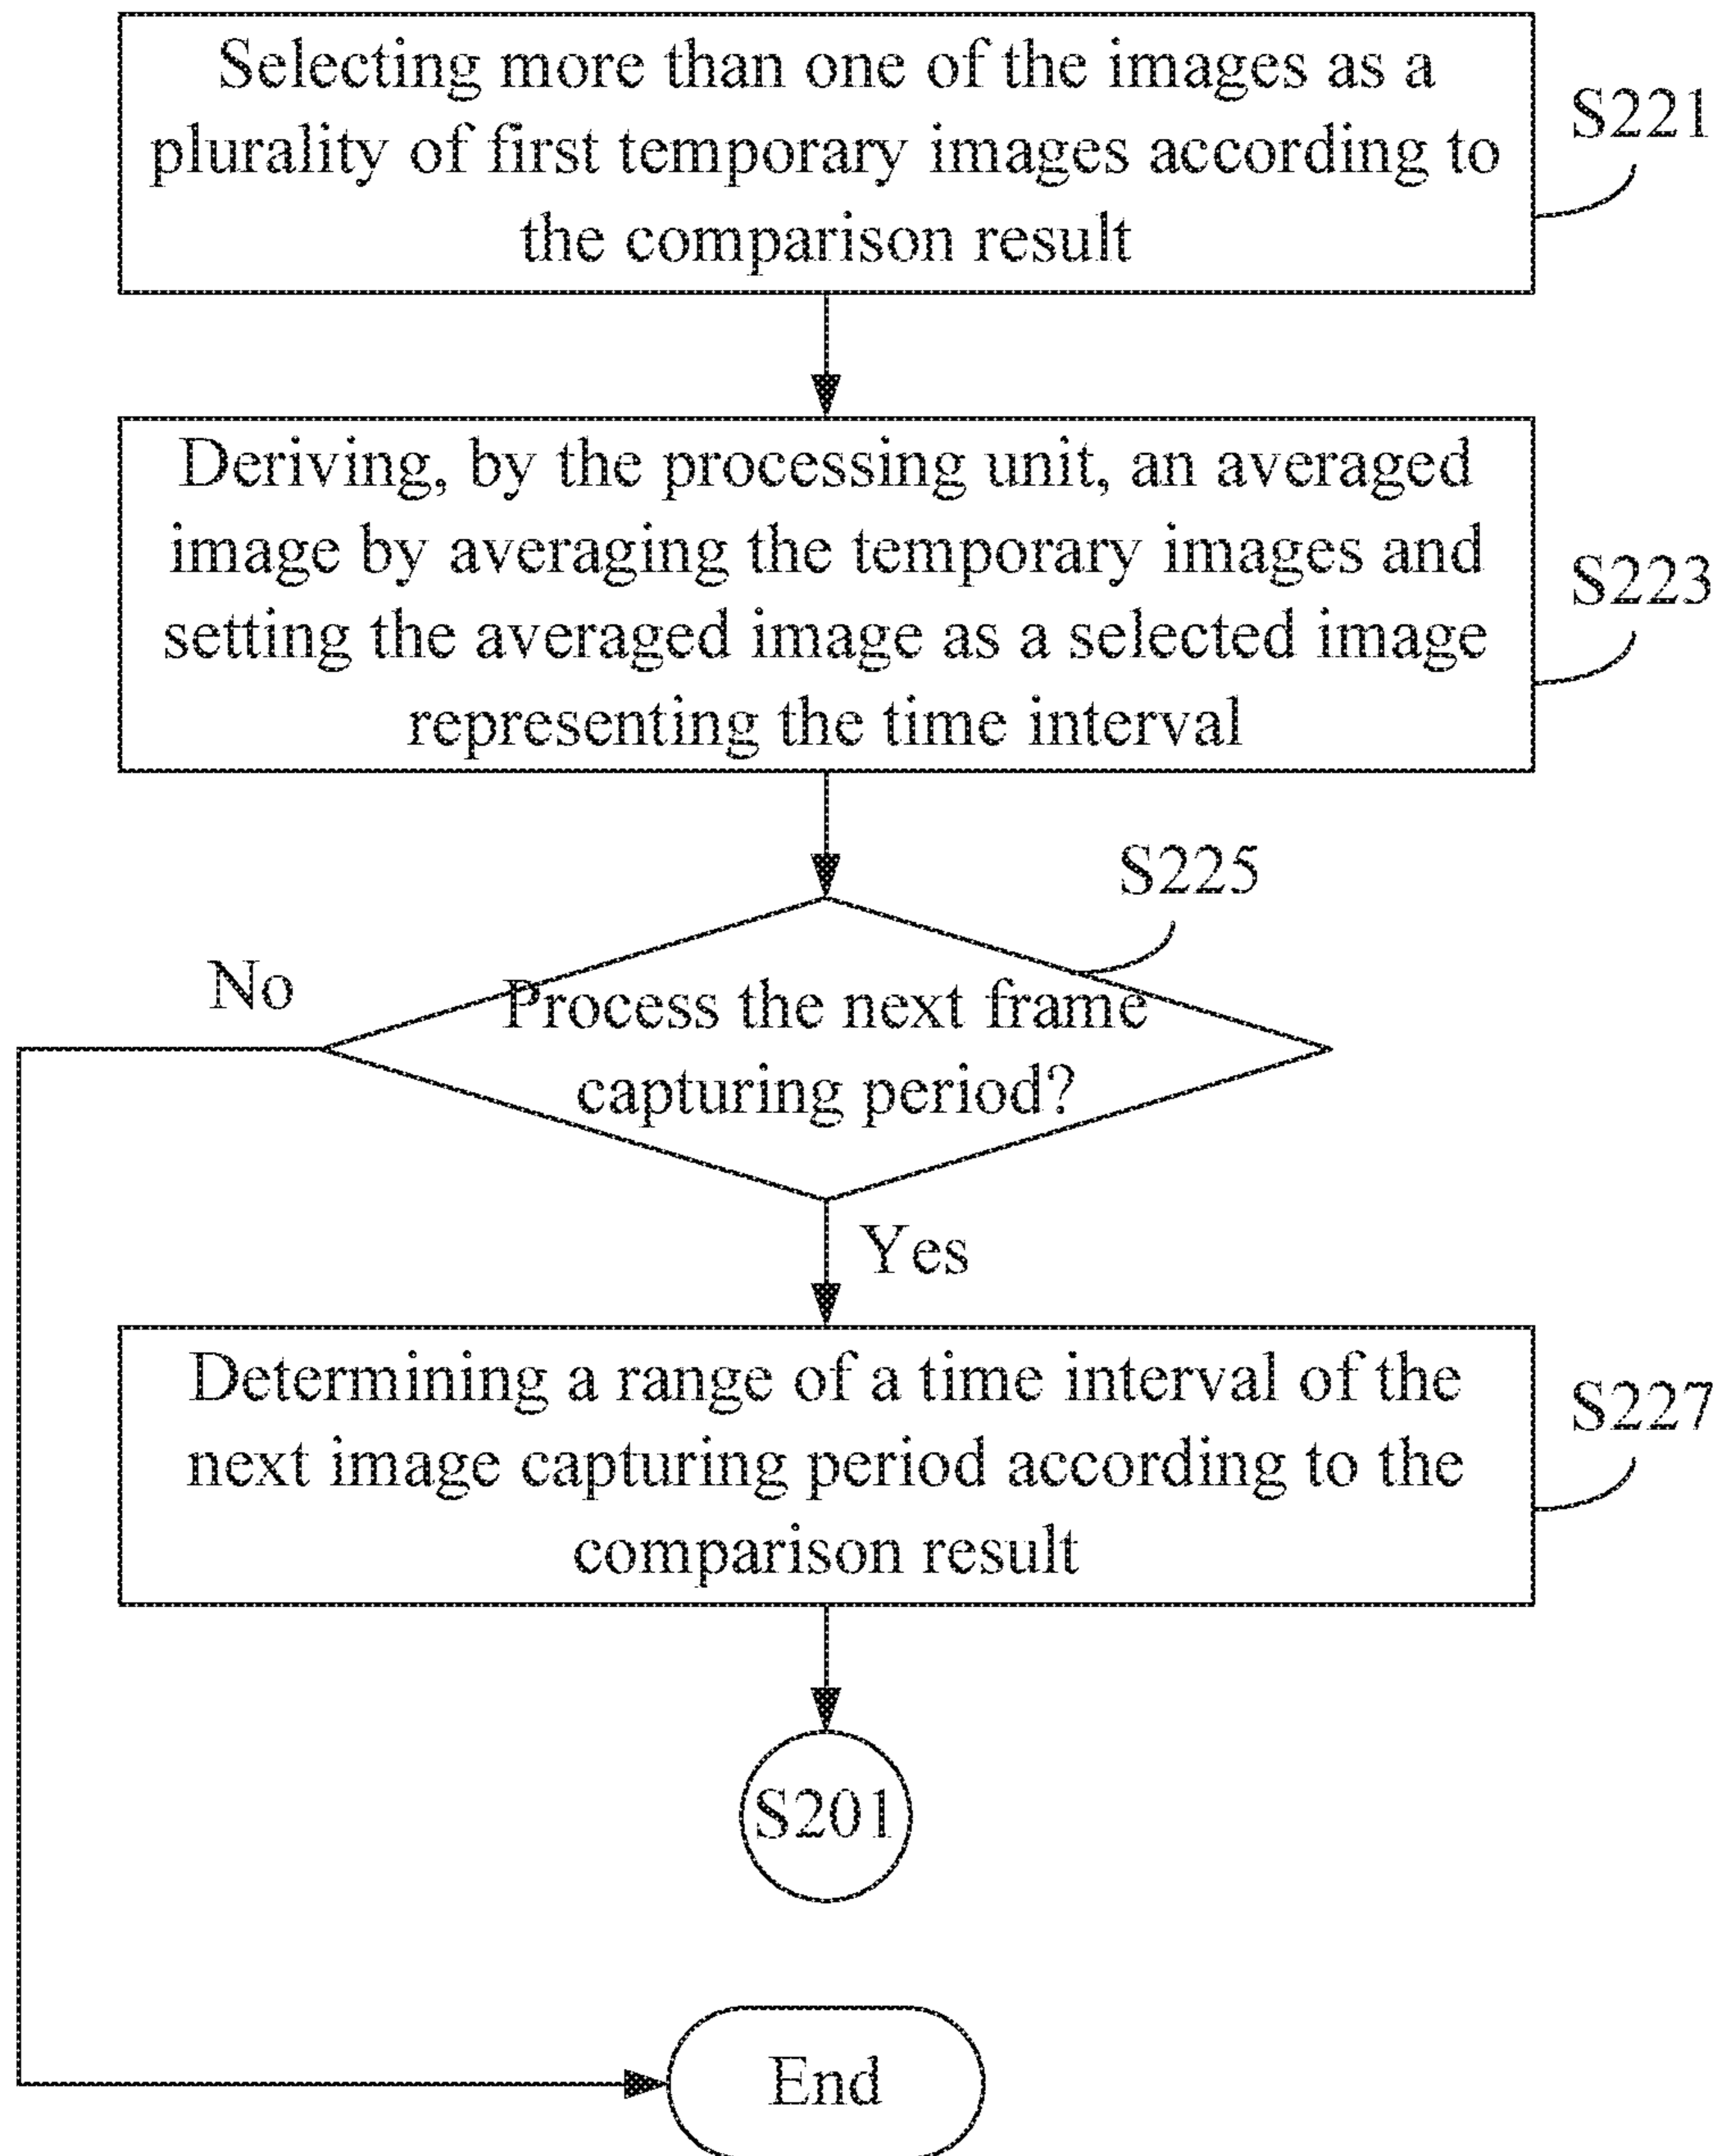 Selecting more than one of the images as a
plurality of first temporary images according to
the comparison result
S221
Deriving, by the processing unit, an averaged
image by averaging the temporary images and
setting the averaged image as a selected image
representing the time interval
S223
S225
No
Process the next frame
capturing period?
Yes
Determining a range of a time interval of the
next image capturing period according to the
comparison result
S227
S201
End